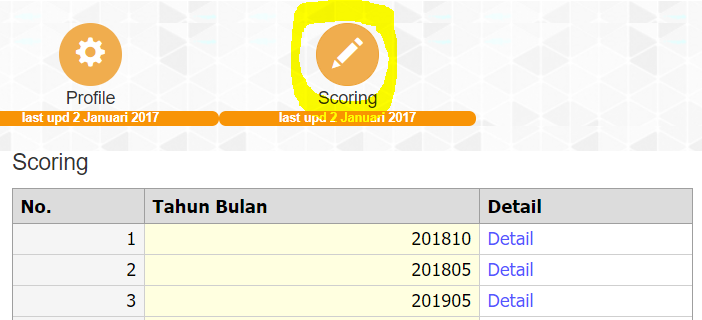 Profile Scoring
last upd 2 Januari 2017 last upd 2 Januari 2017
Scoring
No. Tahun Bulan Detail
1 201810 Detail
2 201805 Detail
3 201905 Detail